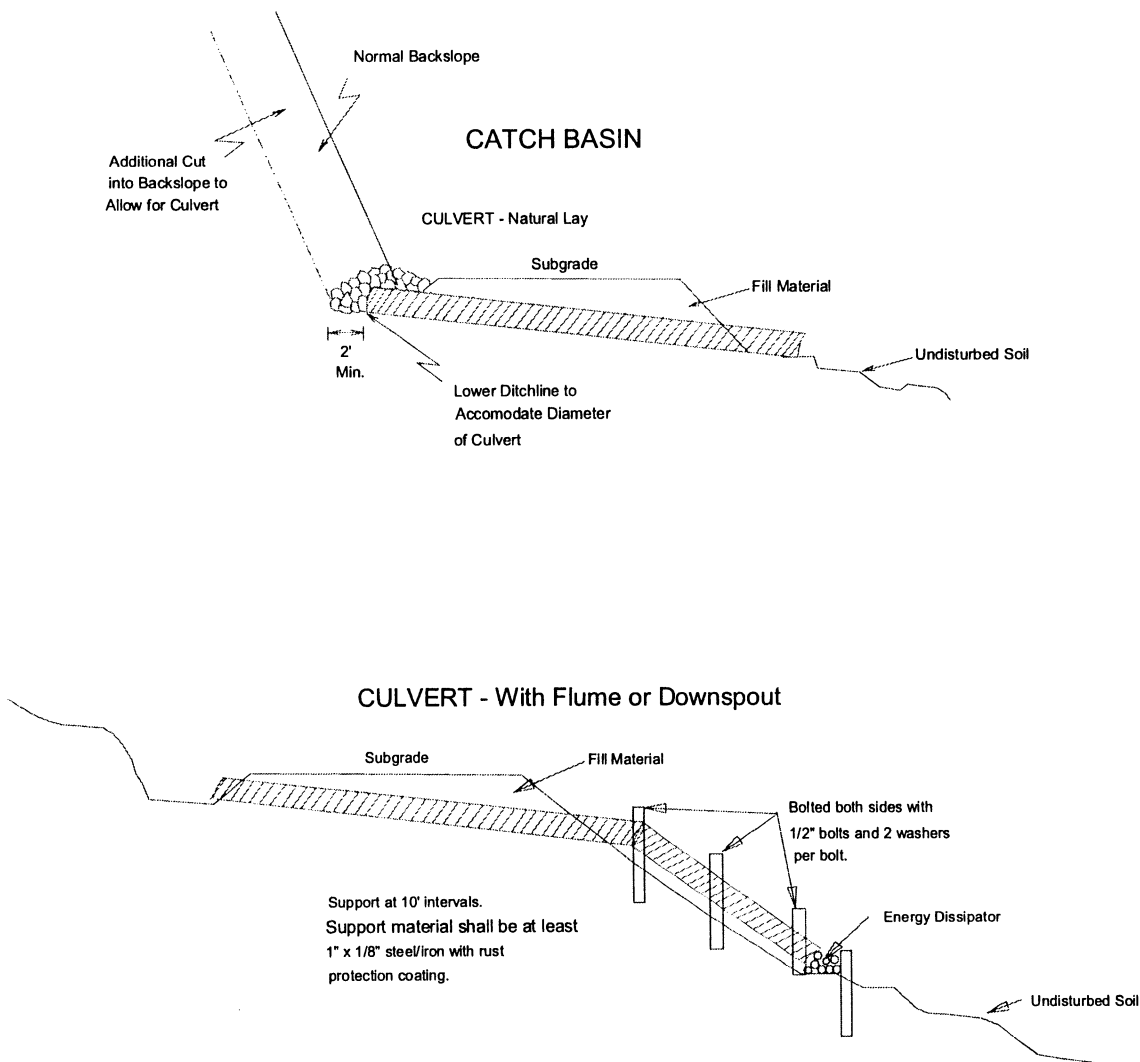 Normal Backslope
CATCH BASIN
Additional Cut
into Backslope to
Allow for Culvert
CULVERT - Natural Lay
Subgrade
Fill Material
2'
Min.
Undisturbed Soil
Lower Ditchline to
Accomodate Diameter
of Culvert
CULVERT - With Flume or Downspout
Subgrade
Fill Material
Bolted both sides with
1/2" bolts and 2 washers
per bolt.
Support at 10' intervals.
Support material shall be at least
1" x 1/8" steel/iron with rust
protection coating.
Energy Dissipator
Undisturbed Soil